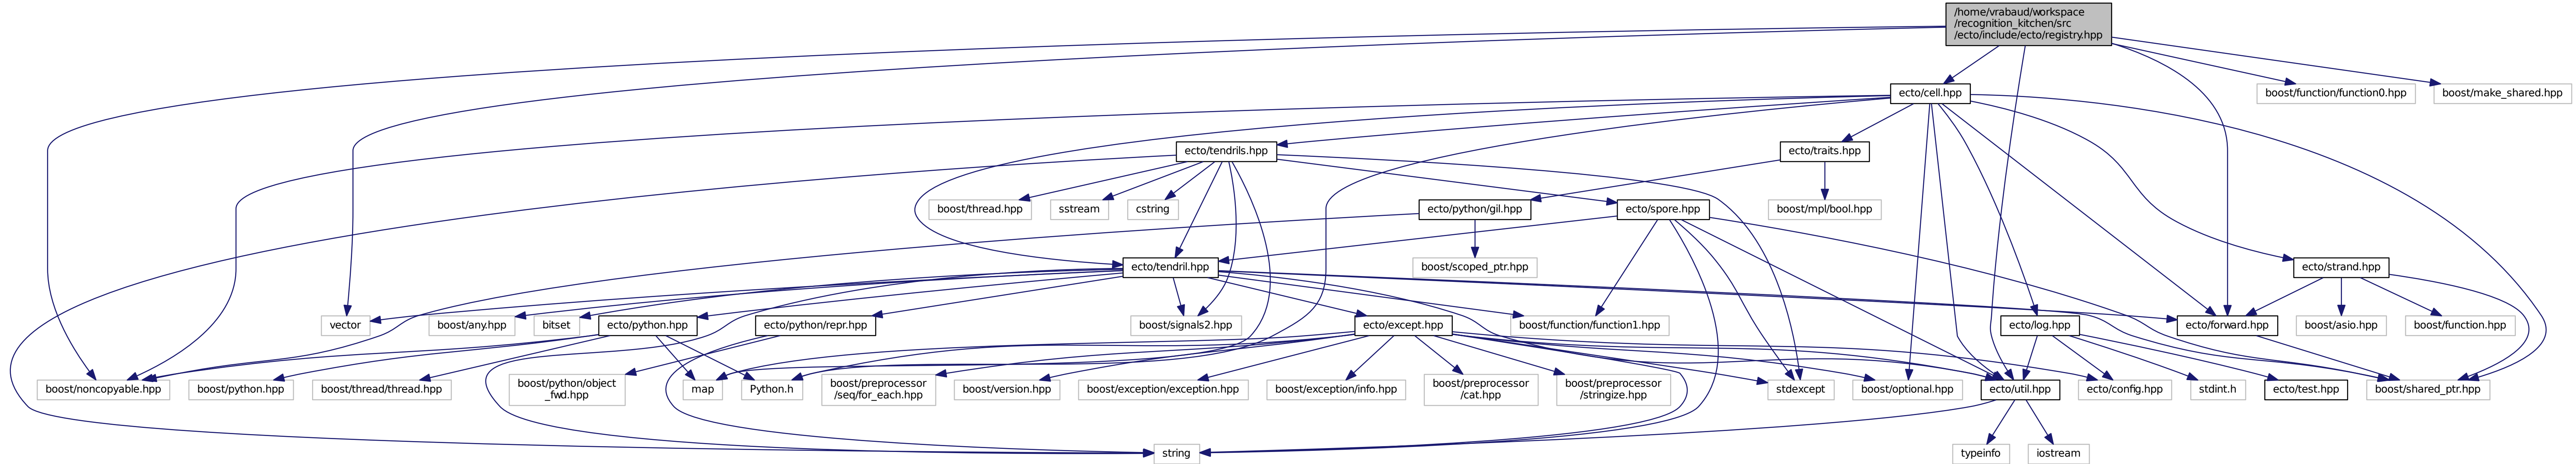 /home/vrabaud/workspace
/recognition_kitchen/src
/ecto/include/ecto/registry.hpp
ecto/cell.hpp
boost/function/function0.hpp
boost/make_shared.hpp
ecto/tendrils.hpp
ecto/traits.hpp
boost/thread.hpp
sstream
cstring
ecto/python/gil.hpp
ecto/spore.hpp
boost/mpl/bool.hpp
ecto/tendril.hpp
boost/scoped_ptr.hpp
ecto/strand.hpp
vector
boost/any.hpp
bitset
ecto/python.hpp
ecto/python/repr.hpp
boost/signals2.hpp
ecto/except.hpp
boost/function/function1.hpp
ecto/log.hpp
ecto/forward.hpp
boost/asio.hpp
boost/function.hpp
boost/noncopyable.hpp
boost/python.hpp
boost/thread/thread.hpp
boost/python/object
_fwd.hpp
map
Python.h
boost/preprocessor
/seq/for_each.hpp
boost/version.hpp
boost/exception/exception.hpp
boost/exception/info.hpp
boost/preprocessor
/cat.hpp
boost/preprocessor
/stringize.hpp
stdexcept
boost/optional.hpp
ecto/util.hpp
ecto/config.hpp
stdint.h
ecto/test.hpp
boost/shared_ptr.hpp
string
typeinfo
iostream